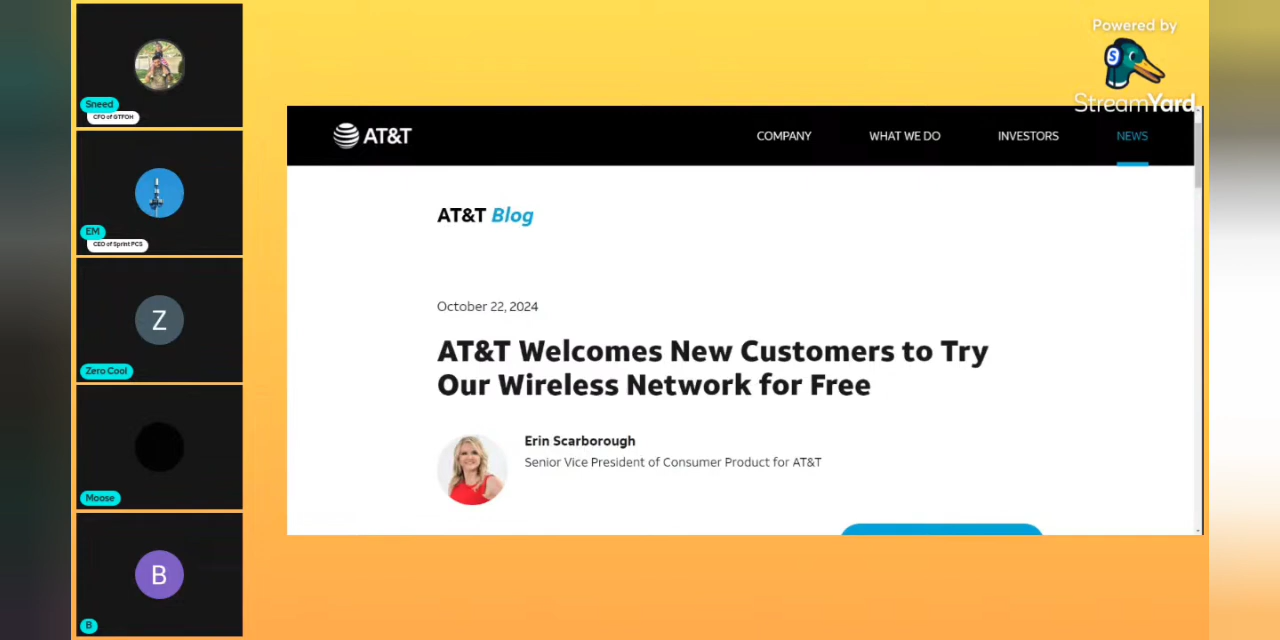 Sneed
CFO of GTFOH
EM
CEO of Sprint PCS
Z
Zero Cool
Moose
B
B
Powered by
S
StreamYard
AT&T
COMPANY
WHAT WE DO
INVESTORS
NEWS
AT&T Blog
October 22, 2024
AT&T Welcomes New Customers to Try
Our Wireless Network for Free
Erin Scarborough
Senior Vice President of Consumer Product for AT&T